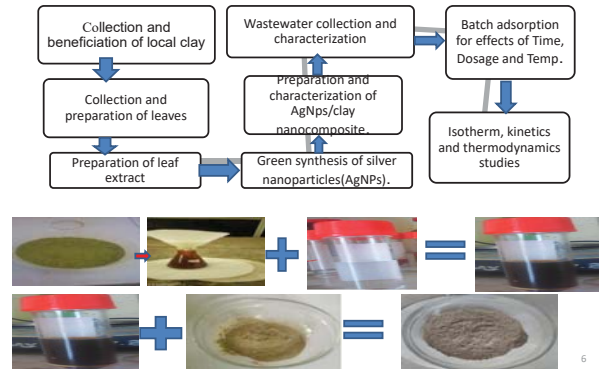 Collection and
beneficiation of local clay
Collection and
preparation of leaves
Preparation of leaf
extract
Green synthesis of silver
nanoparticles(AgNPs).
Preparation and
characterization of
AgNps/clay
nanocomposite.
Wastewater collection and
characterization
Batch adsorption
for effects of Time,
Dosage and Temp.
Isotherm, kinetics
and thermodynamics
studies
6